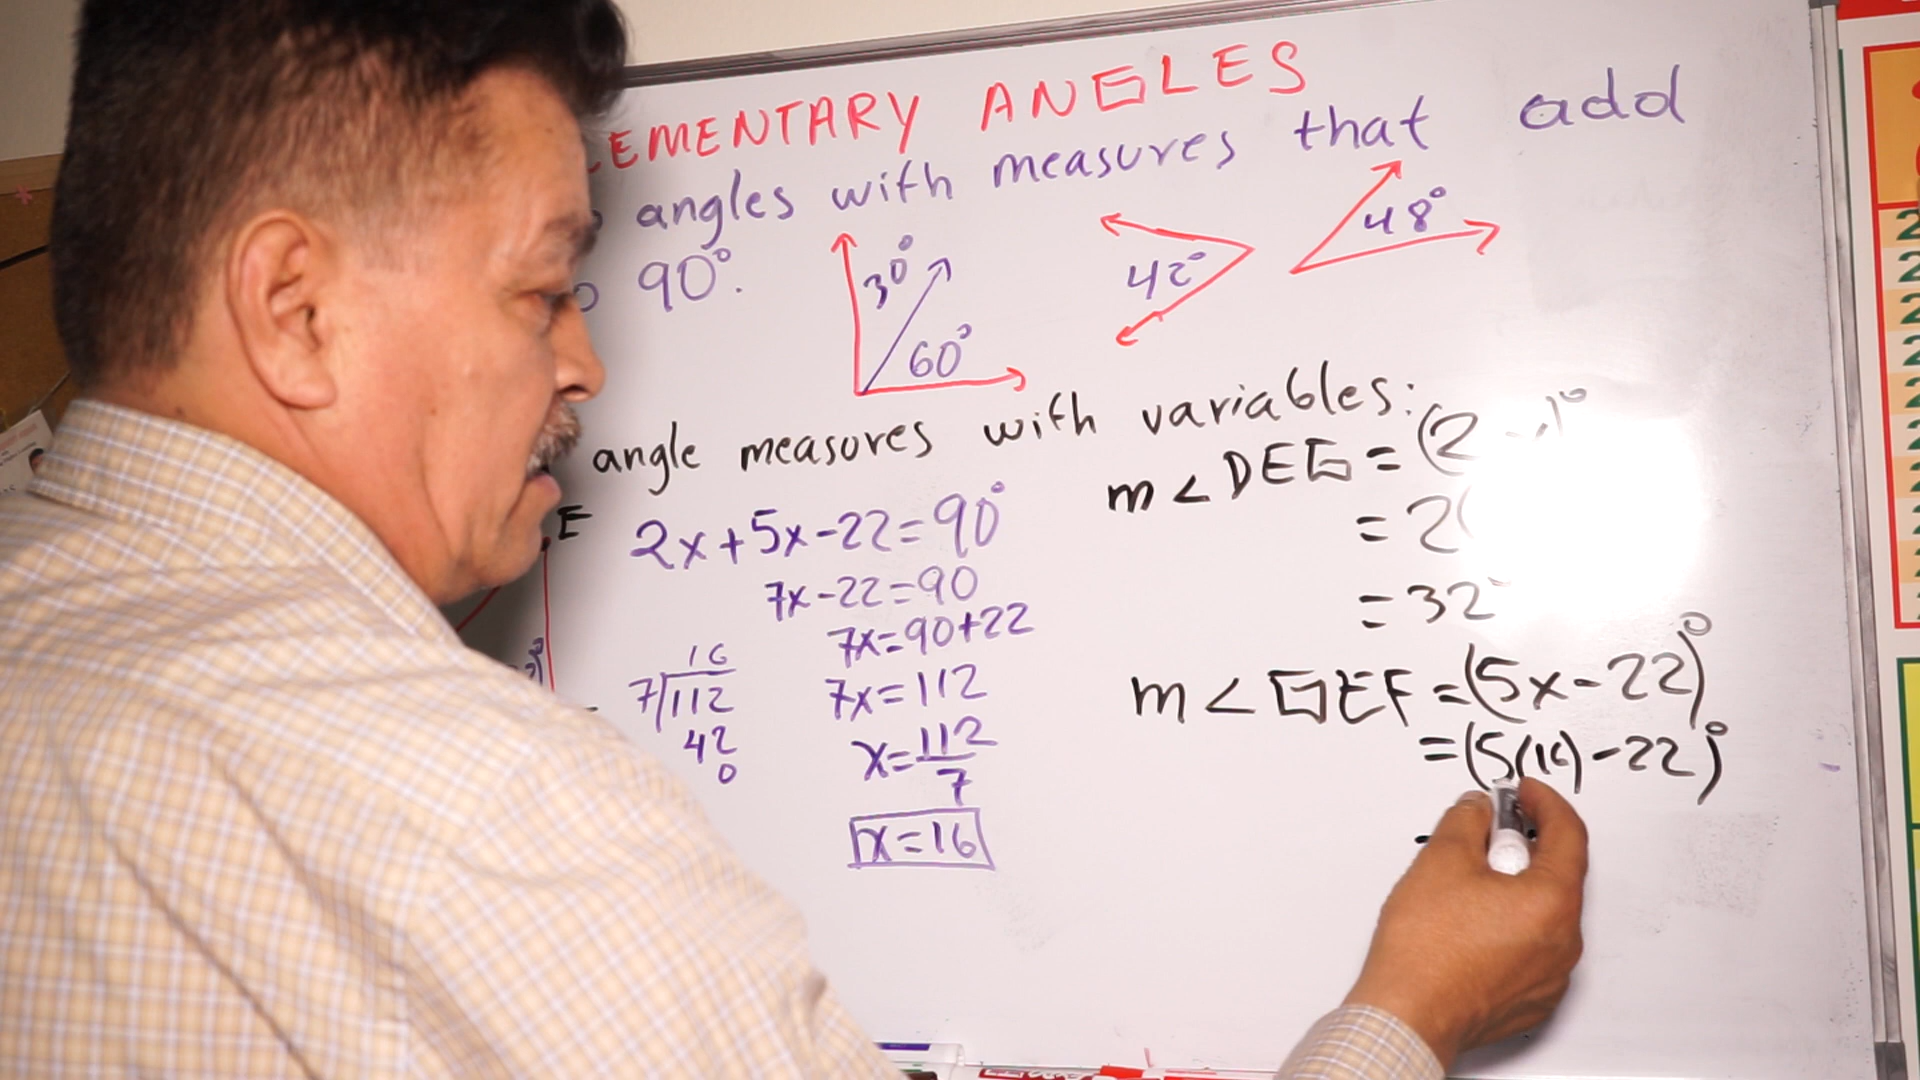 EMENTARY ANGLES
angles with measures that add
90°.
30°
60°
42°
48°
angle measures with variables:
E
2x+5x-22=90°
7x-22=90
7x=90+22
7x=112
x=112/7
x=16
16
7/112
42
0
m<DEG=(2
=2(
=32
m<GEF=(5x-22)°
=(5(16)-22)°